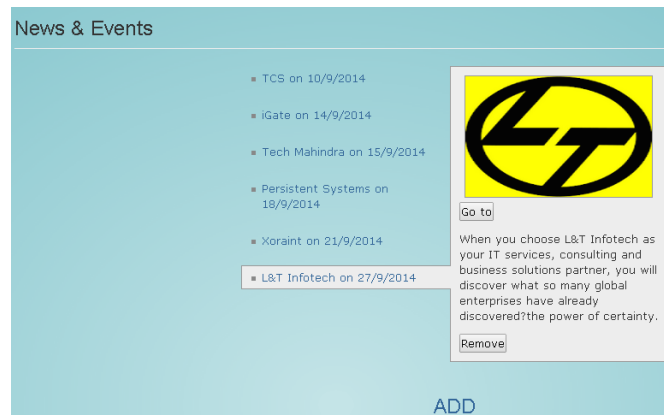 News & Events
TCS on 10/9/2014
iGate on 14/9/2014
Tech Mahindra on 15/9/2014
Persistent Systems on
18/9/2014
Xoraint on 21/9/2014
L&T Infotech on 27/9/2014
LT
Go to
When you choose L&T Infotech as
your IT services, consulting and
business solutions partner, you will
discover what so many global
enterprises have already
discovered?the power of certainty.
Remove
ADD